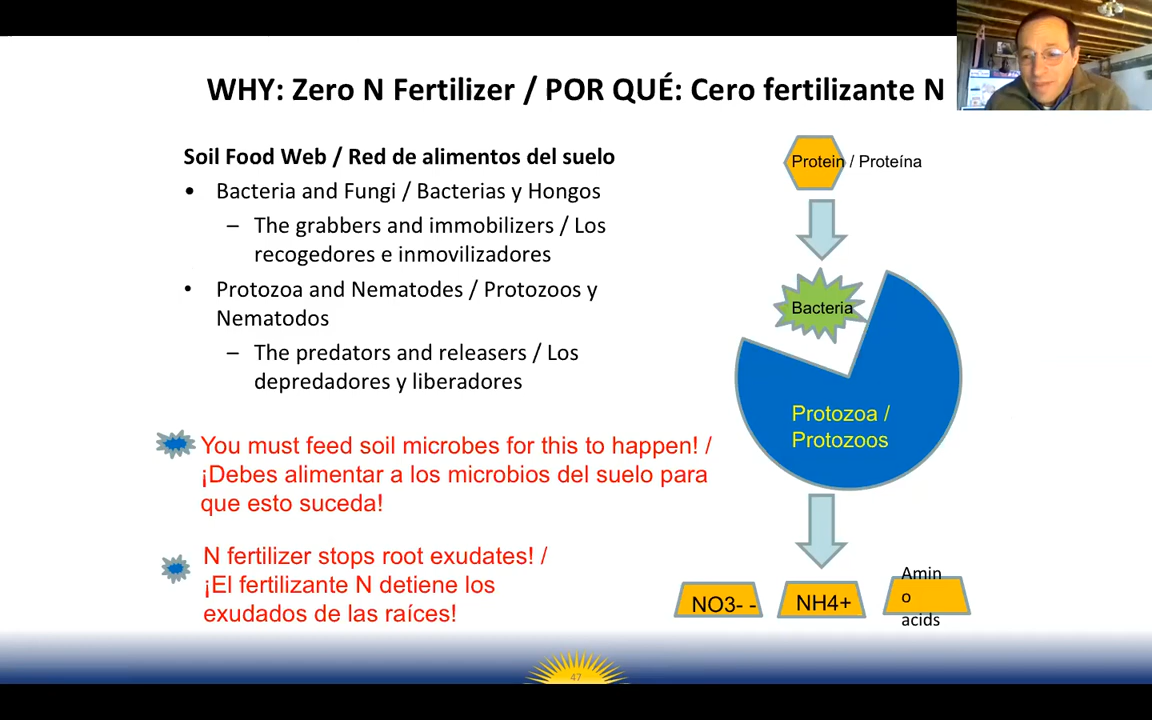 WHY: Zero N Fertilizer / POR QUÉ: Cero fertilizante N
Soil Food Web / Red de alimentos del suelo
• Bacteria and Fungi / Bacterias y Hongos
– The grabbers and immobilizers / Los
recogedores e inmovilizadores
• Protozoa and Nematodes / Protozoos y
Nematodos
– The predators and releasers / Los
depredadores y liberadores
You must feed soil microbes for this to happen! /
¡Debes alimentar a los microbios del suelo para
que esto suceda!
N fertilizer stops root exudates! /
¡El fertilizante N detiene los
exudados de las raíces!
Protein / Proteína
Bacteria
Protozoa /
Protozoos
NO3- -
NH4+
Amin
o
acids
47